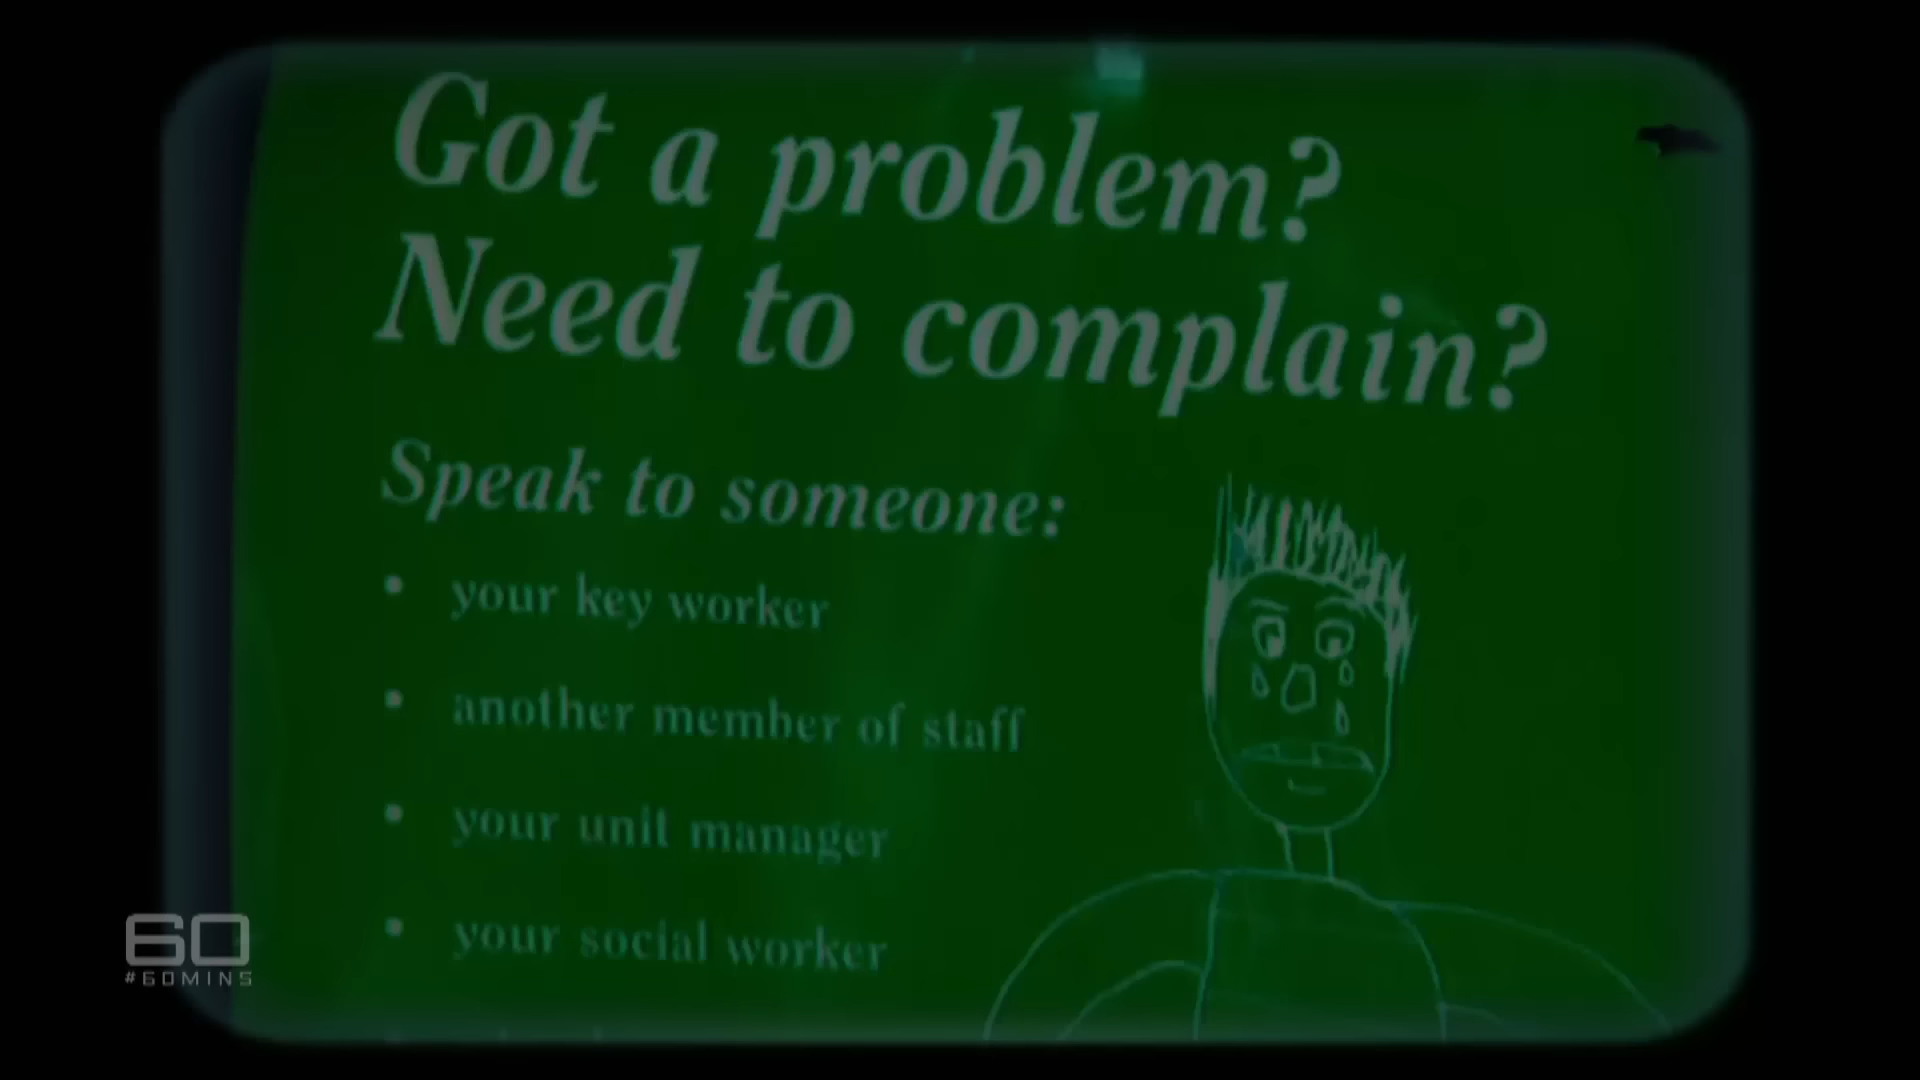 Got a problem?
Need to complain?
Speak to someone:
• your key worker
• another member of staff
• your unit manager
• your social worker
60
#60MINS